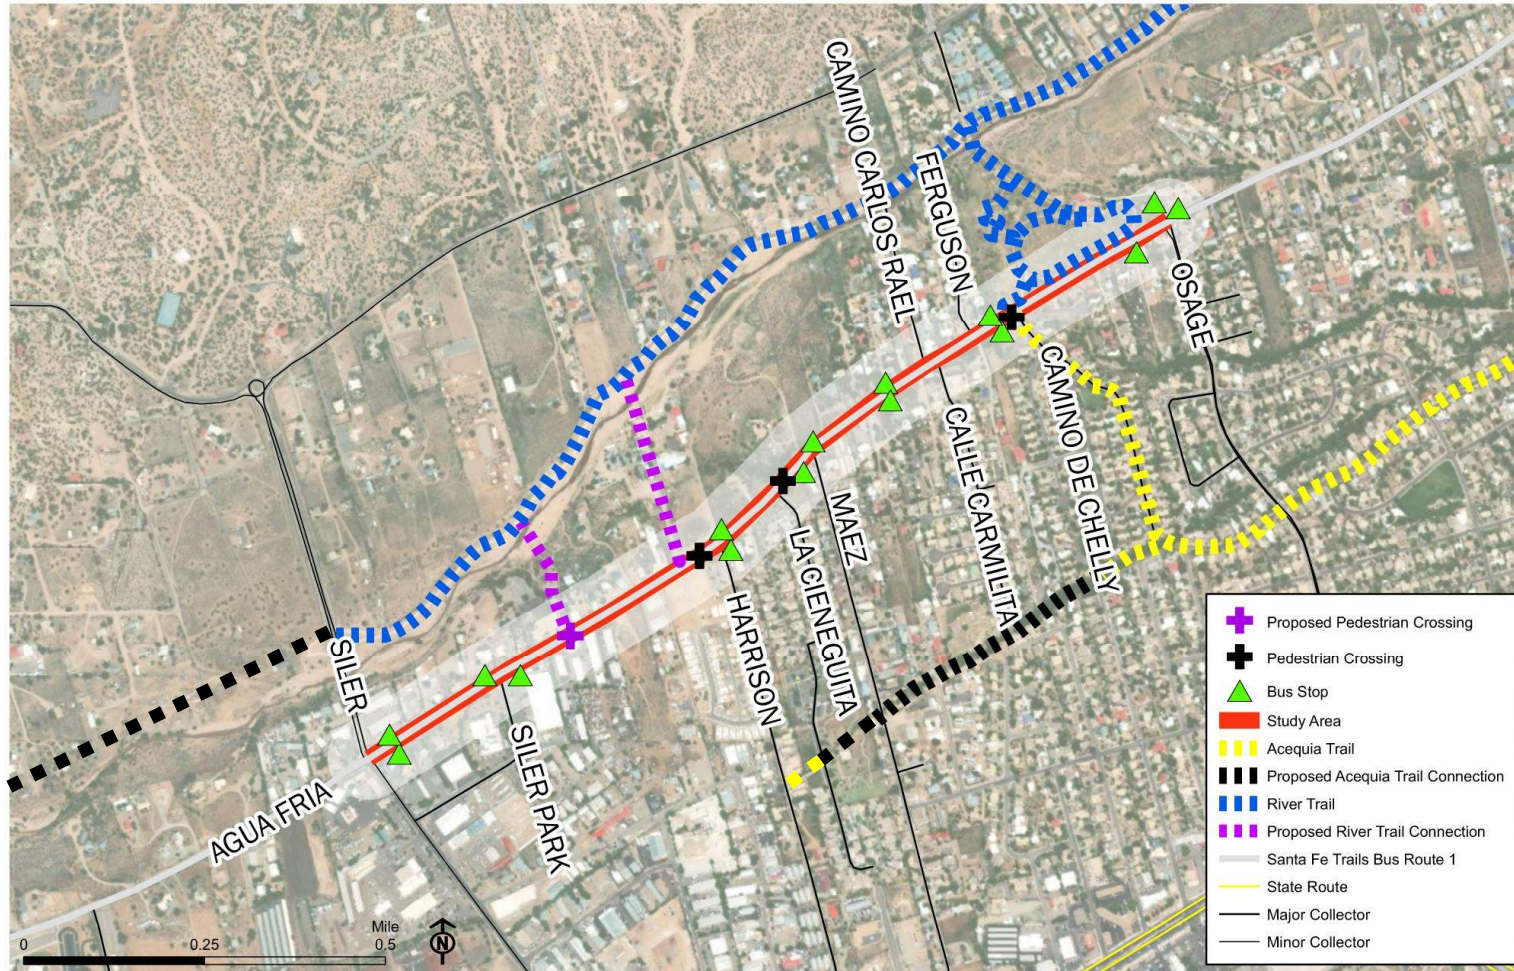 CAMINO CARLOS RAEL
FERGUSON
OSAGE
CAMINO DE CHELLY
CALLE CARMILITA
MAEZ
LA CIENEGUITA
HARRISON
SILER
SILER PARK
AGUA FRIA
Proposed Pedestrian Crossing
Pedestrian Crossing
Bus Stop
Study Area
Acequia Trail
Proposed Acequia Trail Connection
River Trail
Proposed River Trail Connection
Santa Fe Trails Bus Route 1
State Route
Major Collector
Minor Collector
Mile
0 0.25 0.5
N